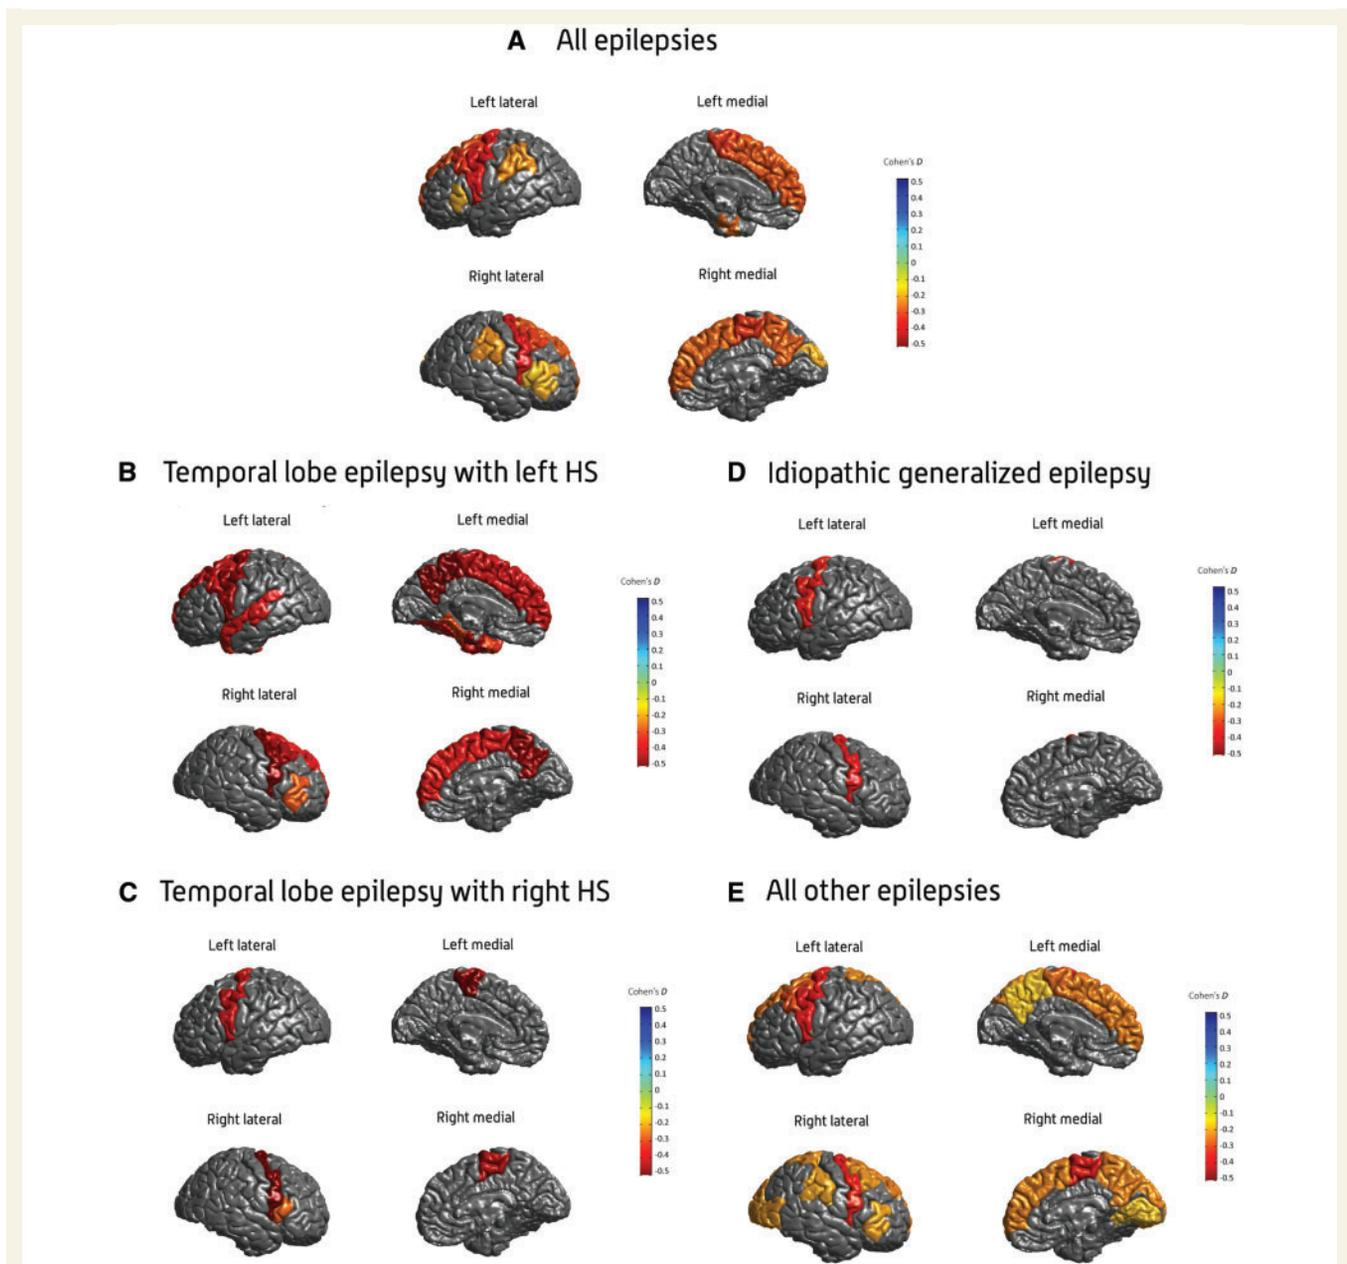 A All epilepsies
Left lateral
Left medial
Cohen's D
0.5
0.4
0.3
0.2
0.1
0
-0.1
-0.2
-0.3
-0.4
-0.5
Right lateral
Right medial
B Temporal lobe epilepsy with left HS
Left lateral
Left medial
Cohen's D
0.5
0.4
0.3
0.2
0.1
0
-0.1
-0.2
-0.3
-0.4
-0.5
Right lateral
Right medial
D Idiopathic generalized epilepsy
Left lateral
Left medial
Cohen's D
0.5
0.4
0.3
0.2
0.1
0
-0.1
-0.2
-0.3
-0.4
-0.5
Right lateral
Right medial
C Temporal lobe epilepsy with right HS
Left lateral
Left medial
Cohen's D
0.5
0.4
0.3
0.2
0.1
0
-0.1
-0.2
-0.3
-0.4
-0.5
Right lateral
Right medial
E All other epilepsies
Left lateral
Left medial
Cohen's D
0.5
0.4
0.3
0.2
0.1
0
-0.1
-0.2
-0.3
-0.4
-0.5
Right lateral
Right medial